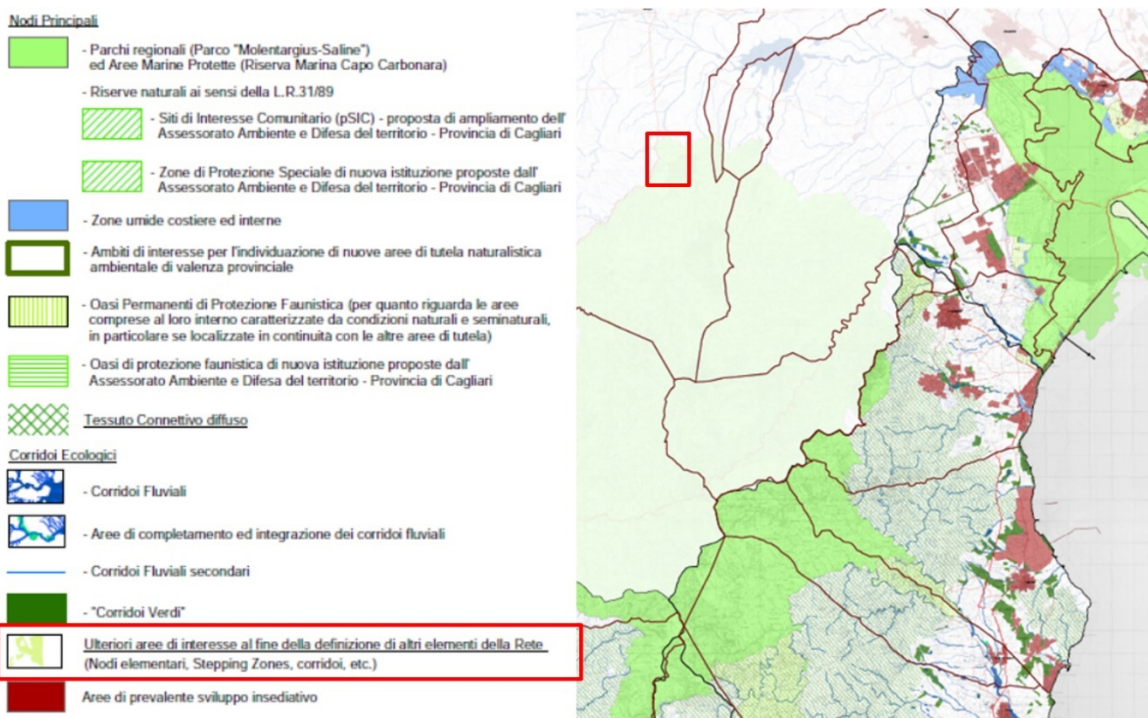 Nodi Principali
- Parchi regionali (Parco "Molentargius-Saline")
ed Aree Marine Protette (Riserva Marina Capo Carbonara)
- Riserve naturali ai sensi della L.R.31/89
- Siti di Interesse Comunitario (pSIC) - proposta di ampliamento dell'
Assessorato Ambiente e Difesa del territorio - Provincia di Cagliari
- Zone di Protezione Speciale di nuova istituzione proposte dall'
Assessorato Ambiente e Difesa del territorio - Provincia di Cagliari
- Zone umide costiere ed interne
- Ambiti di interesse per l'individuazione di nuove aree di tutela naturalistica
ambientale di valenza provinciale
- Oasi Permanenti di Protezione Faunistica (per quanto riguarda le aree
comprese al loro interno caratterizzate da condizioni naturali e seminaturali,
in particolare se localizzate in continuità con le altre aree di tutela)
- Oasi di protezione faunistica di nuova istituzione proposte dall'
Assessorato Ambiente e Difesa del territorio - Provincia di Cagliari
Tessuto Connettivo diffuso
Corridoi Ecologici
- Corridoi Fluviali
- Aree di completamento ed integrazione dei corridoi fluviali
- Corridoi Fluviali secondari
- "Corridoi Verdi"
Ulteriori aree di interesse al fine della definizione di altri elementi della Rete
(Nodi elementari, Stepping Zones, corridoi, etc.)
Aree di prevalente sviluppo insediativo